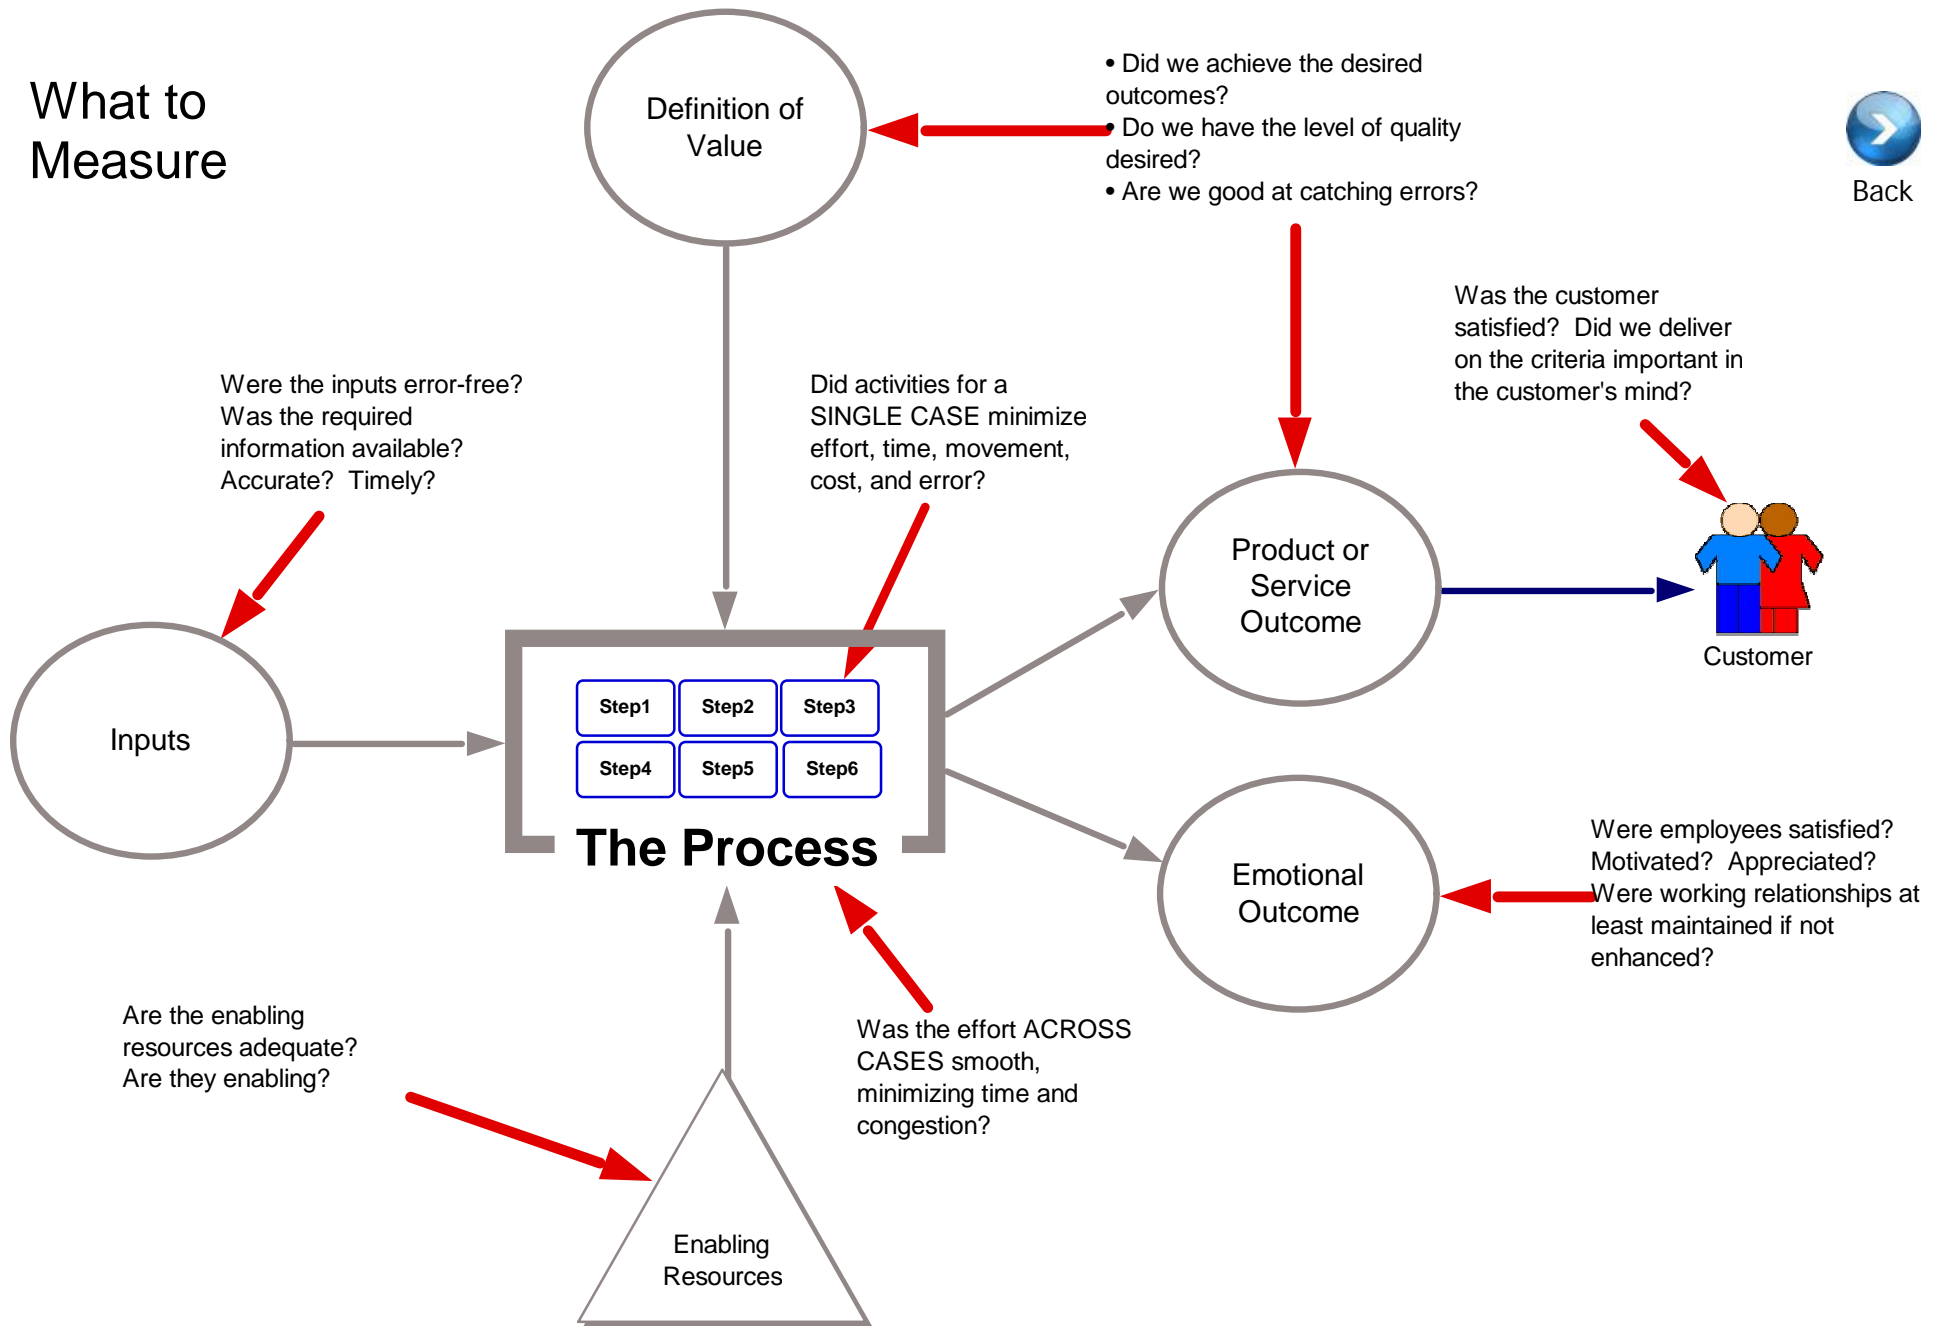 What to
Measure
Definition of
Value
• Did we achieve the desired
outcomes?
• Do we have the level of quality
desired?
• Are we good at catching errors?
Back
Was the customer
satisfied?  Did we deliver
on the criteria important in
the customer's mind?
Were the inputs error-free?
Was the required
information available?
Accurate?  Timely?
Did activities for a
SINGLE CASE minimize
effort, time, movement,
cost, and error?
Product or
Service
Outcome
Customer
Inputs
Step1
Step2
Step3
Step4
Step5
Step6
The Process
Emotional
Outcome
Were employees satisfied?
Motivated?  Appreciated?
Were working relationships at
least maintained if not
enhanced?
Are the enabling
resources adequate?
Are they enabling?
Was the effort ACROSS
CASES smooth,
minimizing time and
congestion?
Enabling
Resources